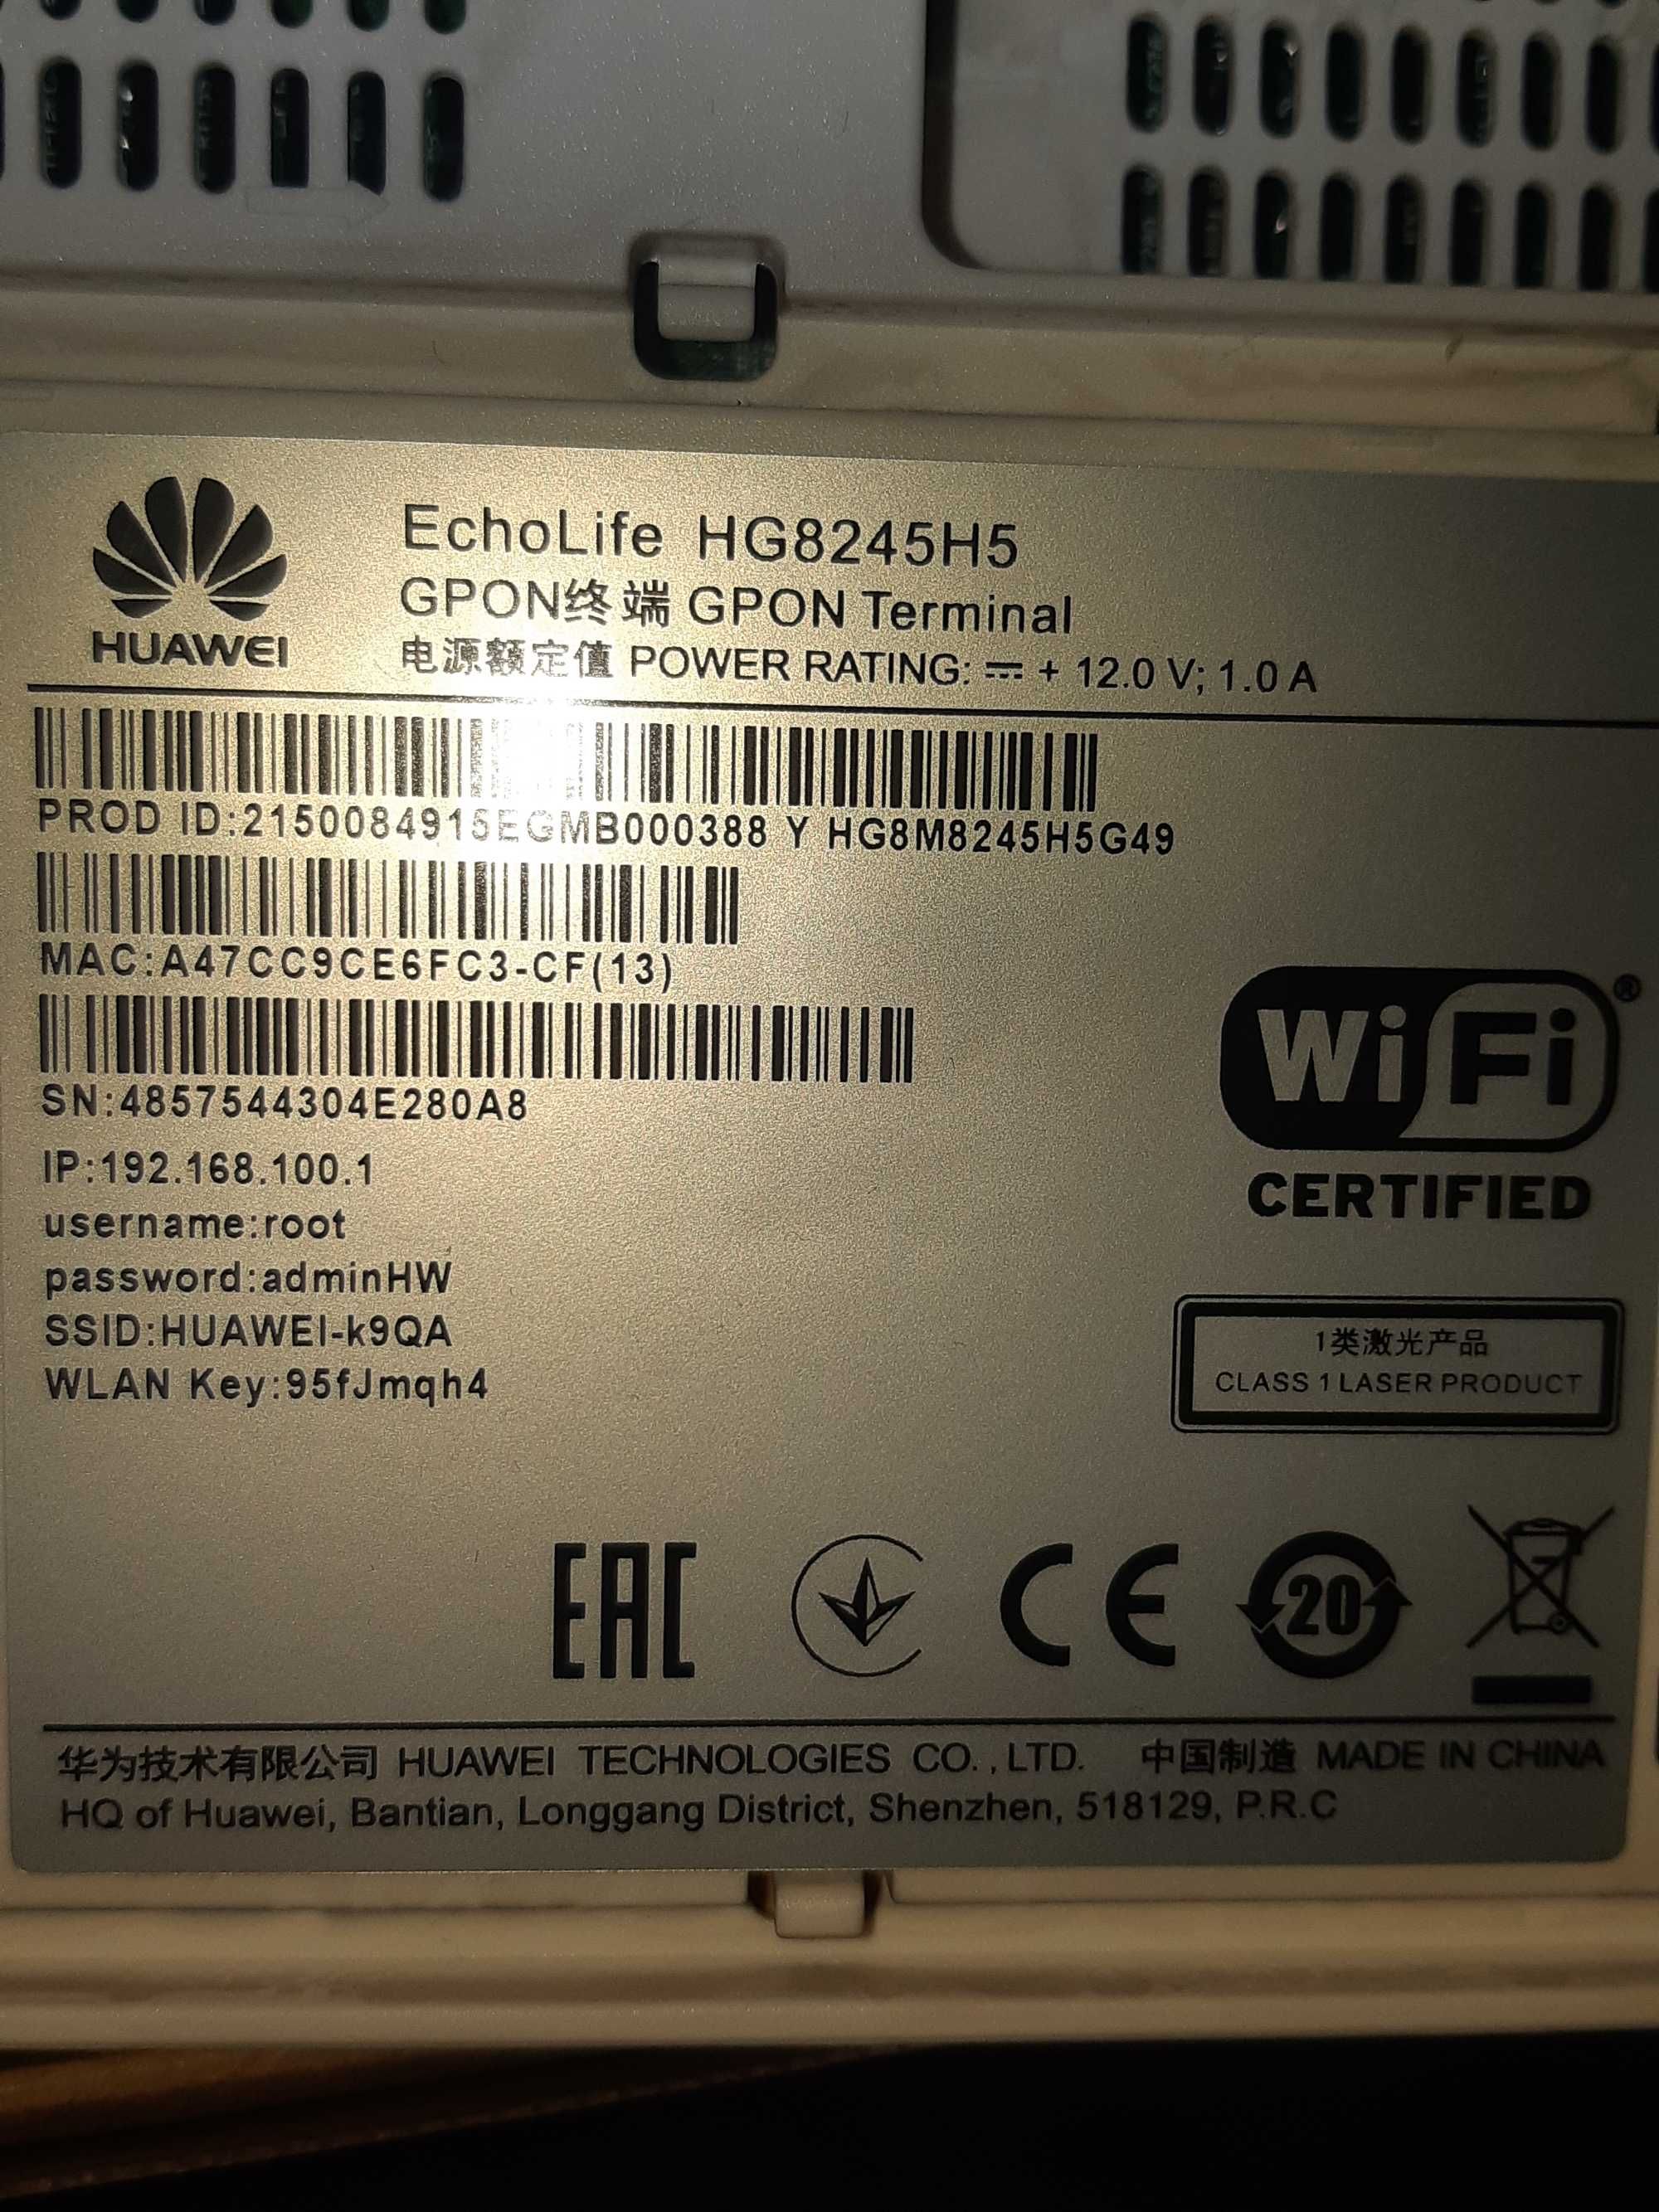 EchoLife HG8245H5
GPON终端 GPON Terminal
HUAWEI
电源额定值 POWER RATING: ⎓ + 12.0 V; 1.0 A
PROD ID:2150084915EGMB000388 Y HG8M8245H5G49
MAC:A47CC9CE6FC3-CF(13)
SN:4857544304E280A8
IP:192.168.100.1
username:root
password:adminHW
SSID:HUAWEI-k9QA
WLAN Key:95fJmqh4
WiFi®
CERTIFIED
1类激光产品
CLASS 1 LASER PRODUCT
EAC
CE
20
华为技术有限公司 HUAWEI TECHNOLOGIES CO.,LTD. 中国制造 MADE IN CHINA
HQ of Huawei, Bantian, Longgang District, Shenzhen, 518129, P.R.C